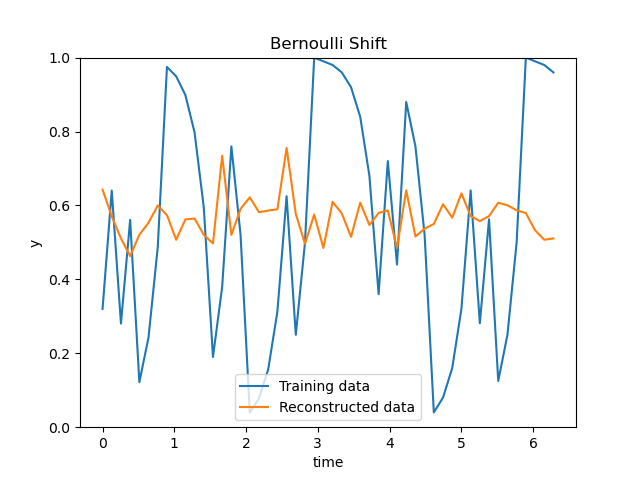 Bernoulli Shift
1.0
0.8
0.6
0.4
0.2
0.0
y
0 1 2 3 4 5 6
time
Training data
Reconstructed data